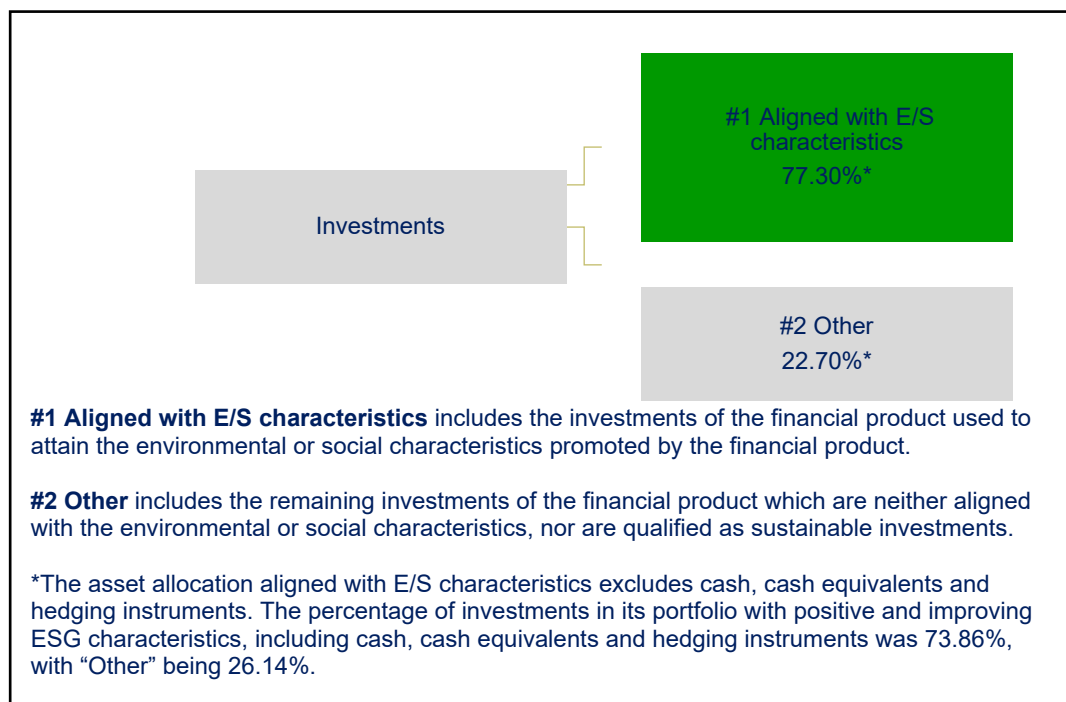 #1 Aligned with E/S
characteristics
77.30%*
Investments
#2 Other
22.70%*
#1 Aligned with E/S characteristics includes the investments of the financial product used to
attain the environmental or social characteristics promoted by the financial product.
#2 Other includes the remaining investments of the financial product which are neither aligned
with the environmental or social characteristics, nor are qualified as sustainable investments.
*The asset allocation aligned with E/S characteristics excludes cash, cash equivalents and
hedging instruments. The percentage of investments in its portfolio with positive and improving
ESG characteristics, including cash, cash equivalents and hedging instruments was 73.86%,
with “Other” being 26.14%.